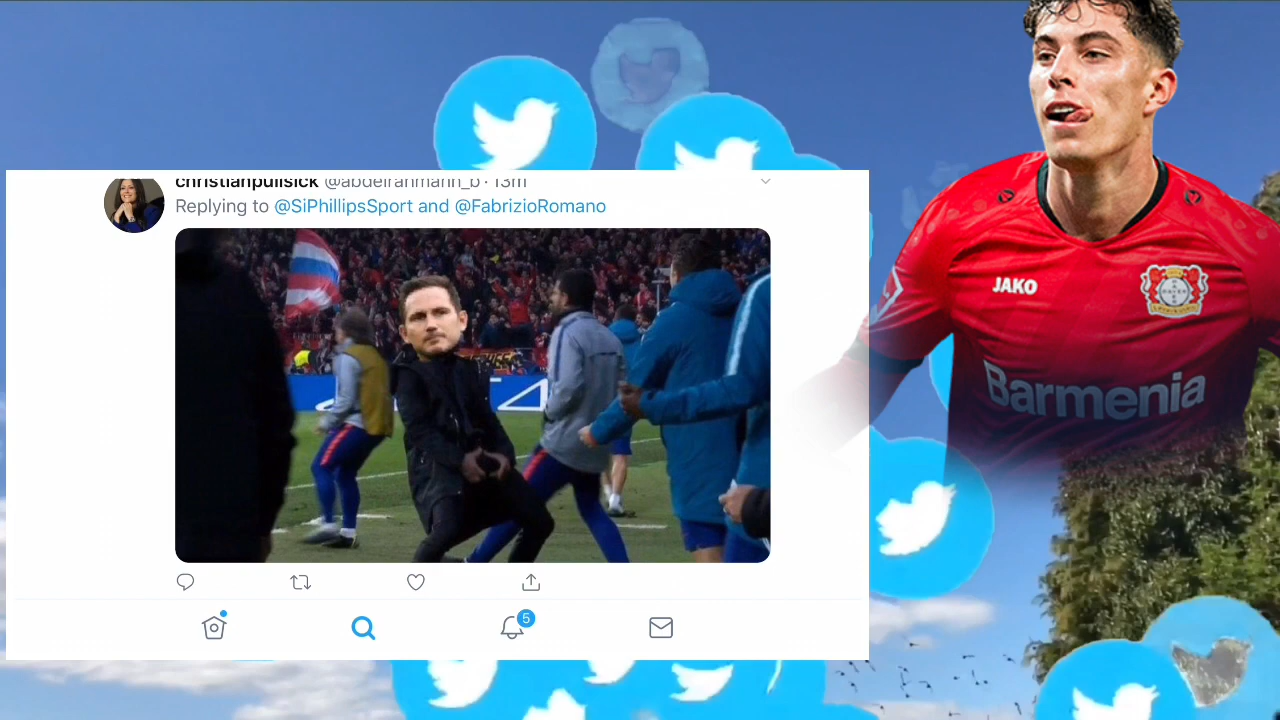 christianpulisick @abdelrahmann_b · 13m
Replying to @SiPhillipsSport and @FabrizioRomano
JAKO
Barmenia
5